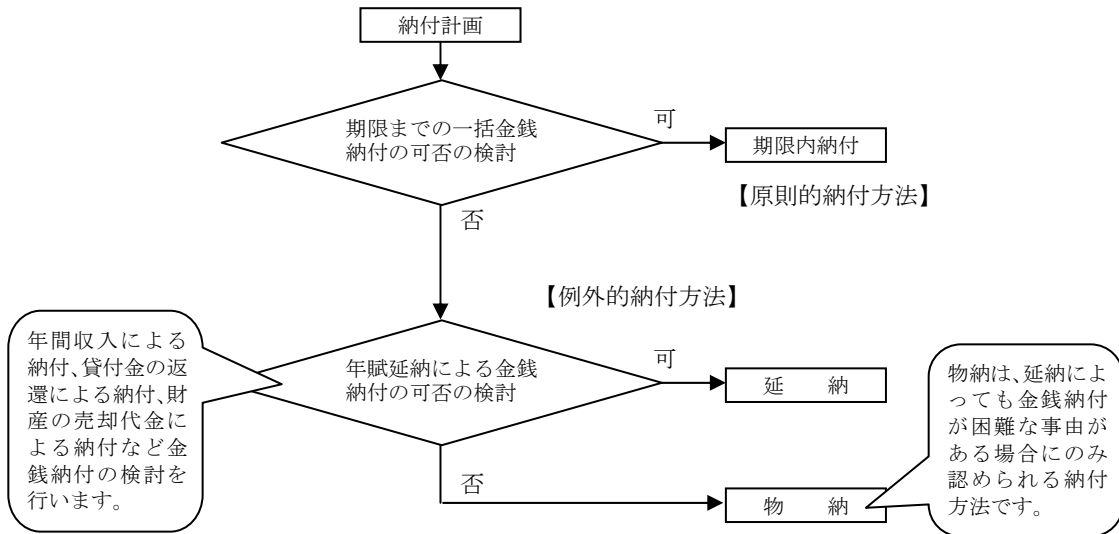 納付計画
期限までの一括金銭
納付の可否の検討
可
期限内納付
【原則的納付方法】
否
【例外的納付方法】
年間収入による
納付、貸付金の返
還による納付、財
産の売却代金に
よる納付など金
銭納付の検討を
行います。
年賦延納による金銭
納付の可否の検討
可
延　　納
否
物　　納
物納は、延納によ
っても金銭納付
が困難な事由が
ある場合にのみ
認められる納付
方法です。